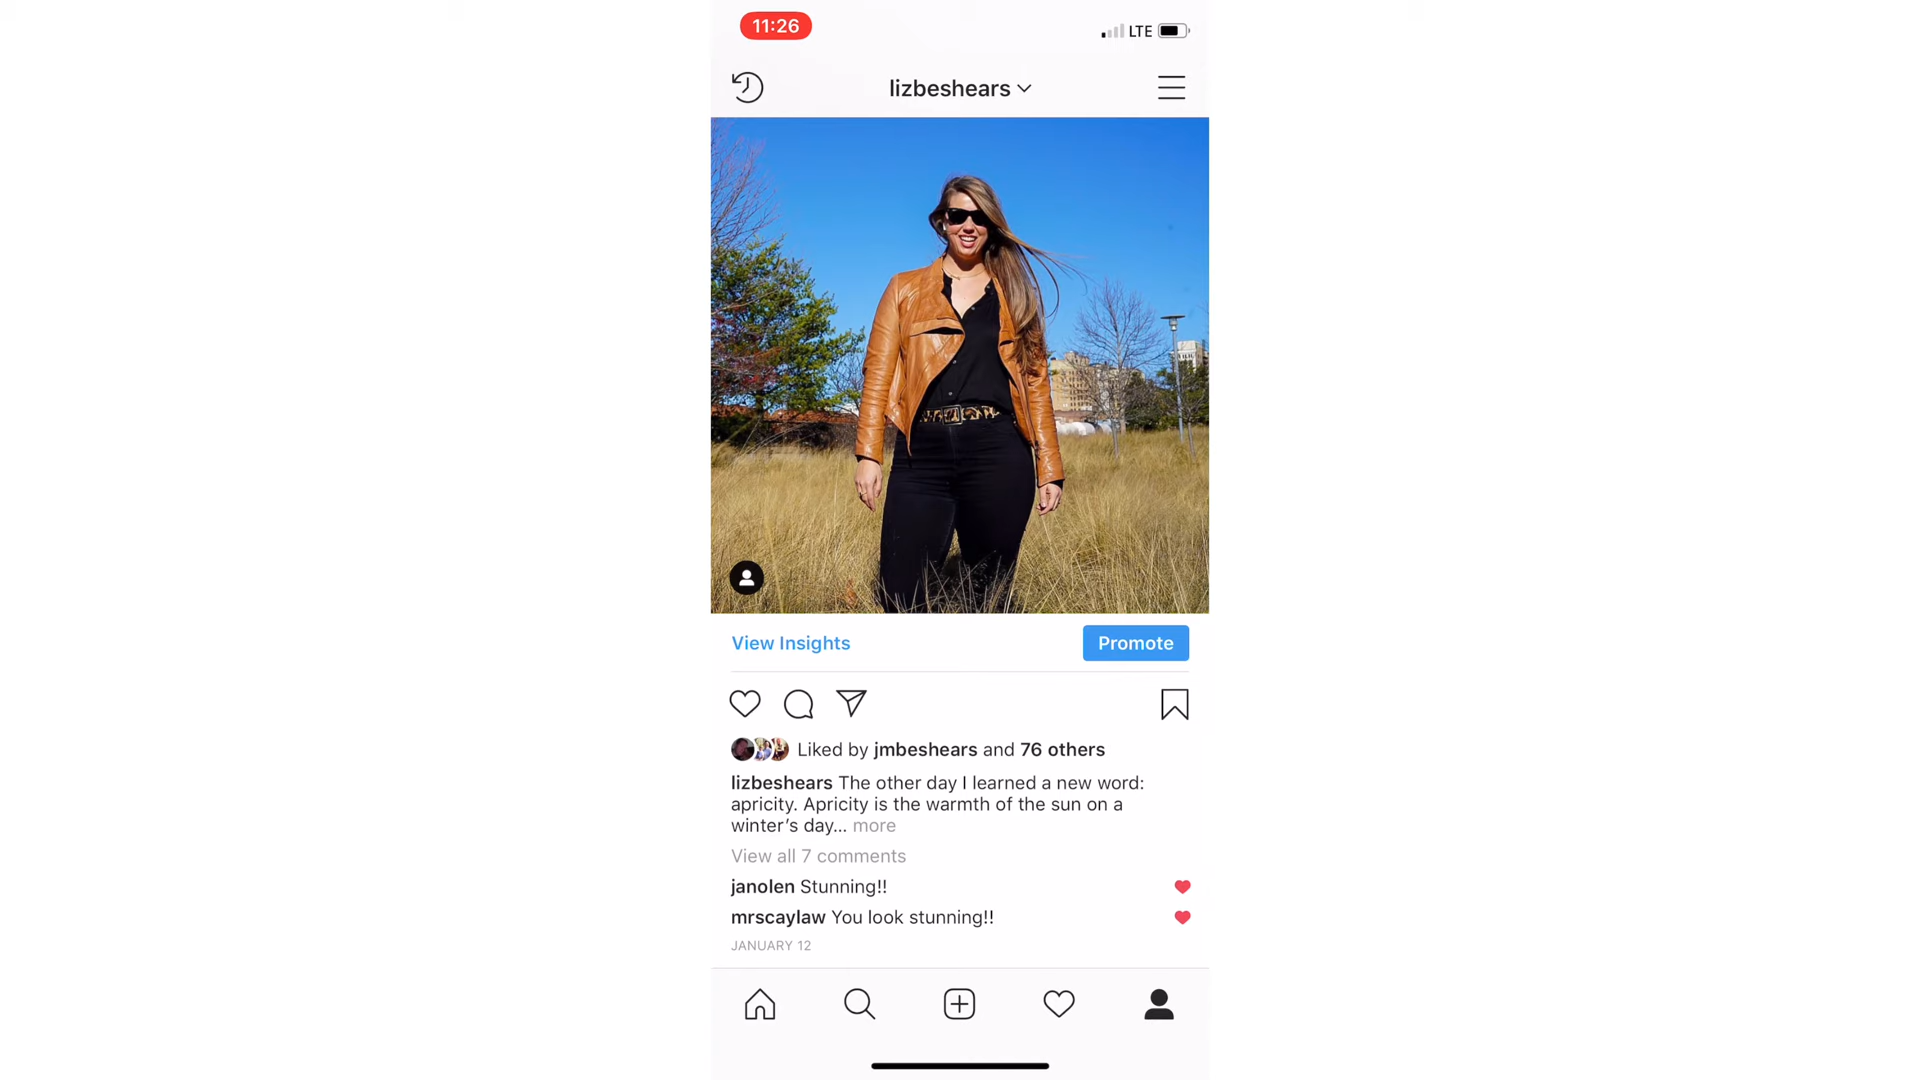 11:26
LTE
lizbeshears
View Insights
Promote
Liked by jmbeshears and 76 others
lizbeshears The other day I learned a new word:
apricity. Apricity is the warmth of the sun on a
winter’s day... more
View all 7 comments
janolen Stunning!!
mrscaylaw You look stunning!!
JANUARY 12